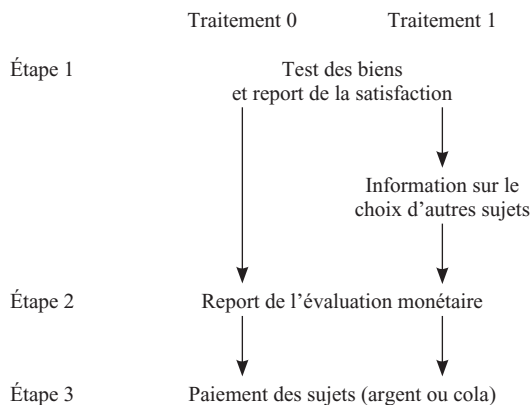 Traitement 0 Traitement 1
Étape 1 Test des biens
et report de la satisfaction
Information sur le
choix d'autres sujets
Étape 2 Report de l'évaluation monétaire
Étape 3 Paiement des sujets (argent ou cola)